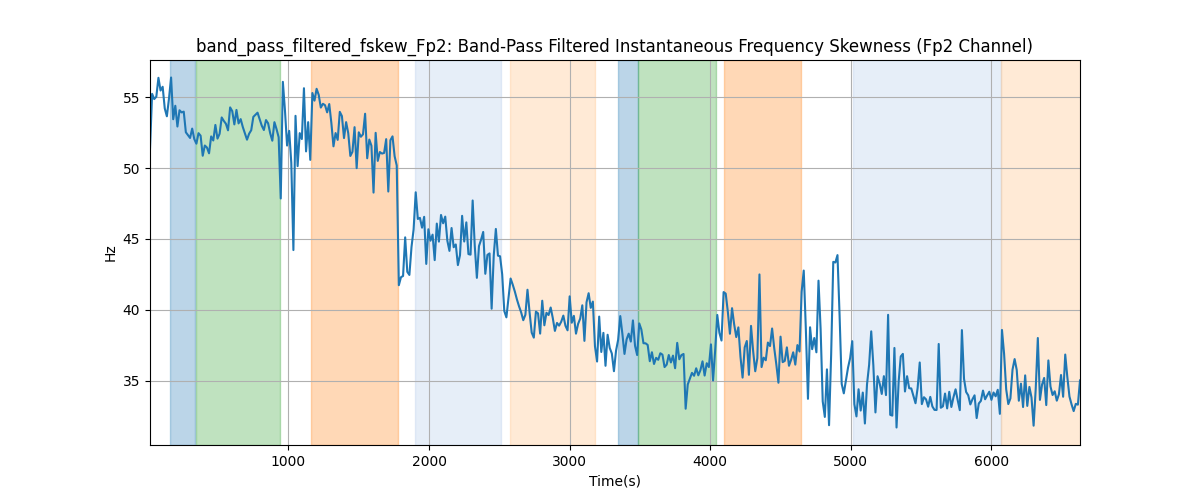 band_pass_filtered_fskew_Fp2: Band-Pass Filtered Instantaneous Frequency Skewness (Fp2 Channel)
55
50
45
40
35
Hz
1000 2000 3000 4000 5000 6000
Time(s)